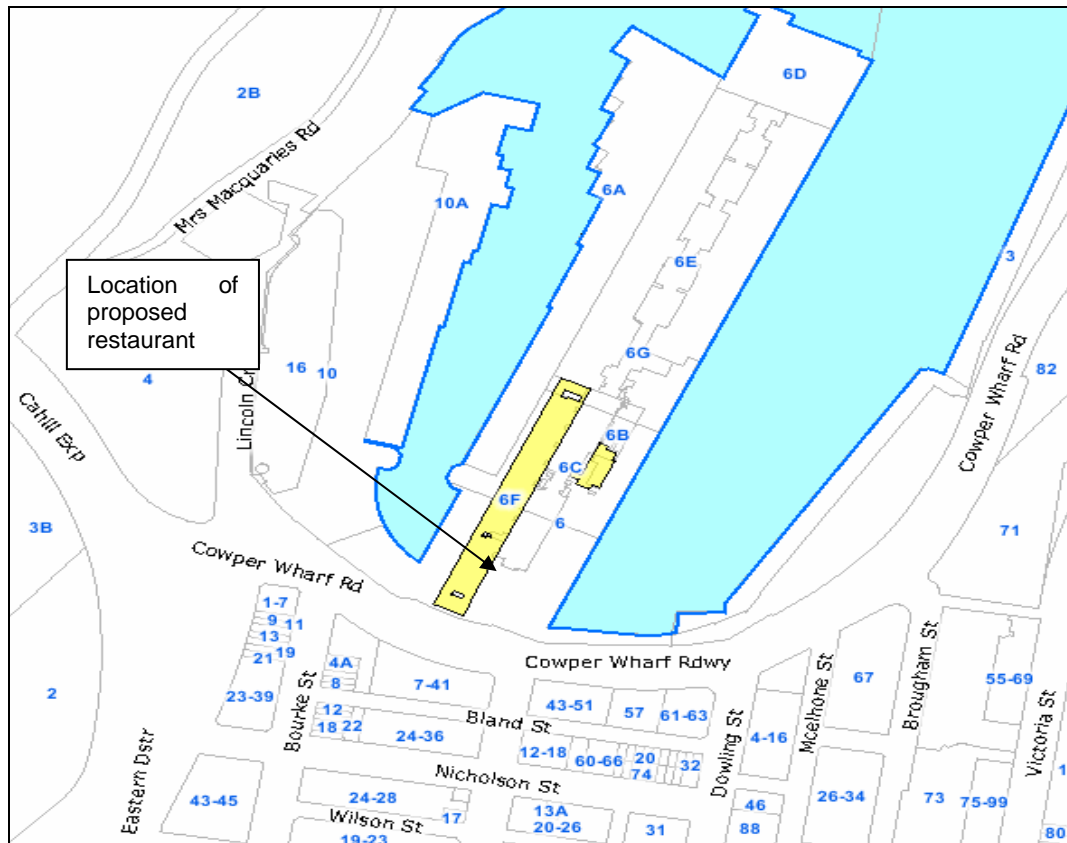 2B
6D
Mrs Macquaries Rd
10A
6A
3
6E
Location of
proposed
restaurant
6G
82
4
16
10
Lincoln
Cahill Exp
Cowper Wharf Rd
6B
6C
6F
6
71
3B
Cowper Wharf Rd
1-7
9
11
13
19
21
4A
8
7-41
Cowper Wharf Rdwy
43-51
57
61-63
67
55-69
23-39
Bourke St
12
18
22
24-36
Bland St
12-18
60-66
20
74
32
Dowling St
4-16
Mcelhone St
Brougham St
Victoria St
2
Eastern Dstr
43-45
Nicholson St
24-28
17
Wilson St
19-23
13A
20-26
31
46
88
26-34
73
75-99
80